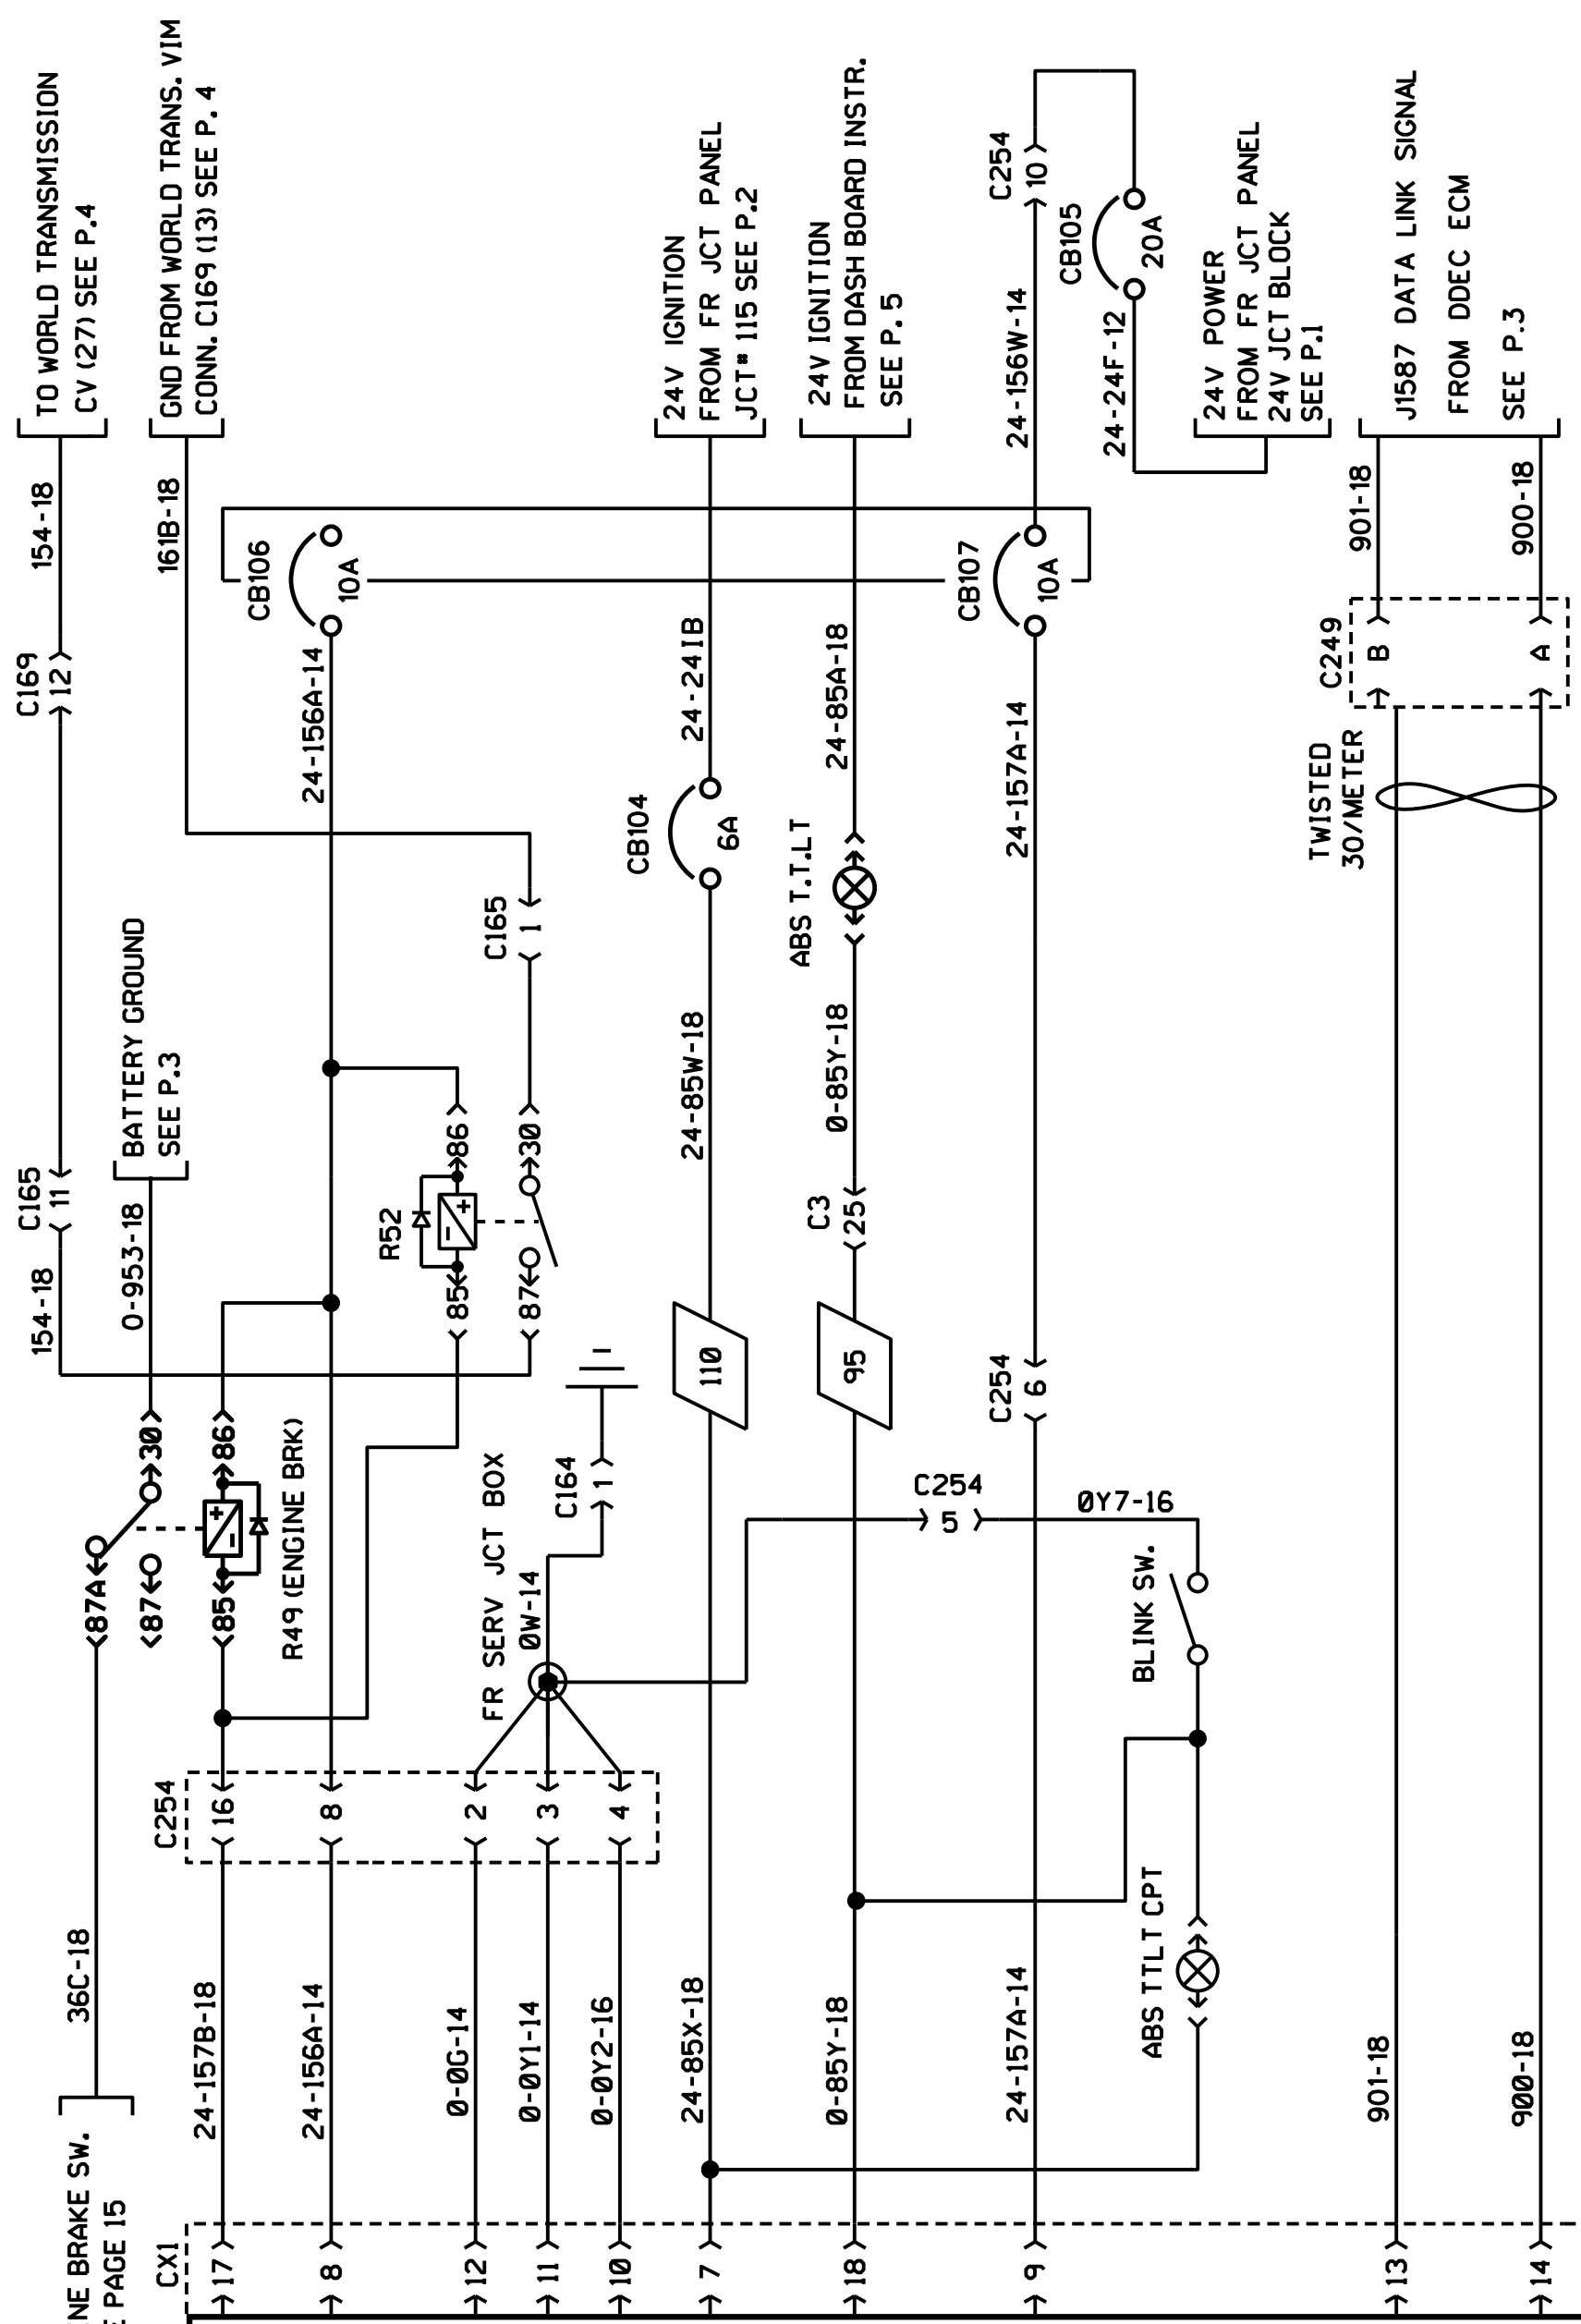 TO WORLD TRANSMISSION
CV (27) SEE P.4
154-18
C169
12
C165
11
154-18
GND FROM WORLD TRANS. VIM
CONN. C169 (13) SEE P. 4
161B-18
C165
1
BATTERY GROUND
SEE P.3
0-953-18
30
87A
87
86
85
R49 (ENGINE BRK)
36C-18
NE BRAKE SW.
PAGE 15
CB106
10A
24-156A-14
R52
86
85
30
87
C254
16
8
2
3
4
24-157B-18
24-156A-14
0-0G-14
0-0Y1-14
0-0Y2-16
FR SERV JCT BOX
0W-14
C164
1
24V IGNITION
FROM FR JCT PANEL
JCT# 115 SEE P.2
24-24IB
CB104
6A
24-85W-18
110
24-85X-18
24V IGNITION
FROM DASH BOARD INSTR.
SEE P. 5
24-85A-18
ABS T.T.LT
0-85Y-18
C3
25
95
0-85Y-18
C254
10
CB105
20A
24-156W-14
24-24F-12
24V POWER
FROM FR JCT PANEL
24V JCT BLOCK
SEE P.1
CB107
10A
24-157A-14
C254
6
24-157A-14
C254
5
0Y7-16
BLINK SW.
ABS TTLT CPT
J1587 DATA LINK SIGNAL
FROM DDEC ECM
SEE P.3
901-18
900-18
C249
B
A
TWISTED
30/METER
901-18
900-18
CX1
17
8
12
11
10
7
18
9
13
14